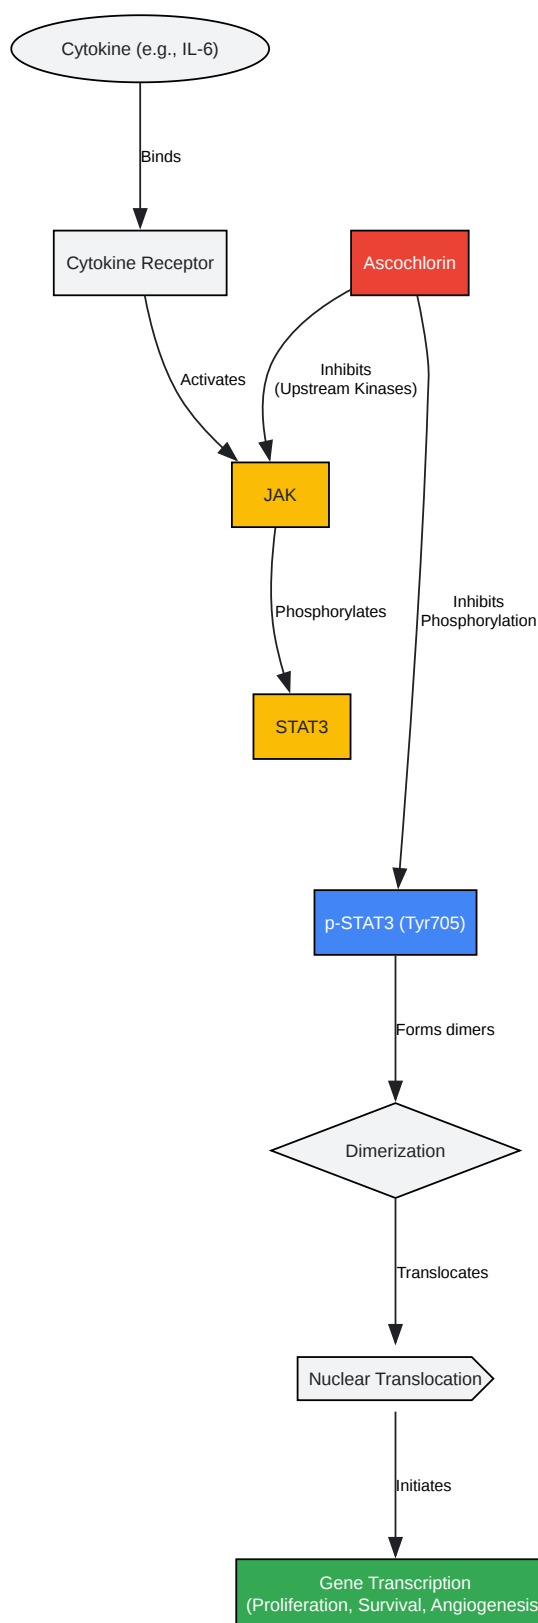 Cytokine (e.g., IL-6)
Binds
Cytokine Receptor
Ascochlorin
Activates
Inhibits
(Upstream Kinases)
JAK
Phosphorylates
Inhibits
Phosphorylation
STAT3
p-STAT3 (Tyr705)
Forms dimers
Dimerization
Translocates
Nuclear Translocation
Initiates
Gene Transcription
(Proliferation, Survival, Angiogenesis